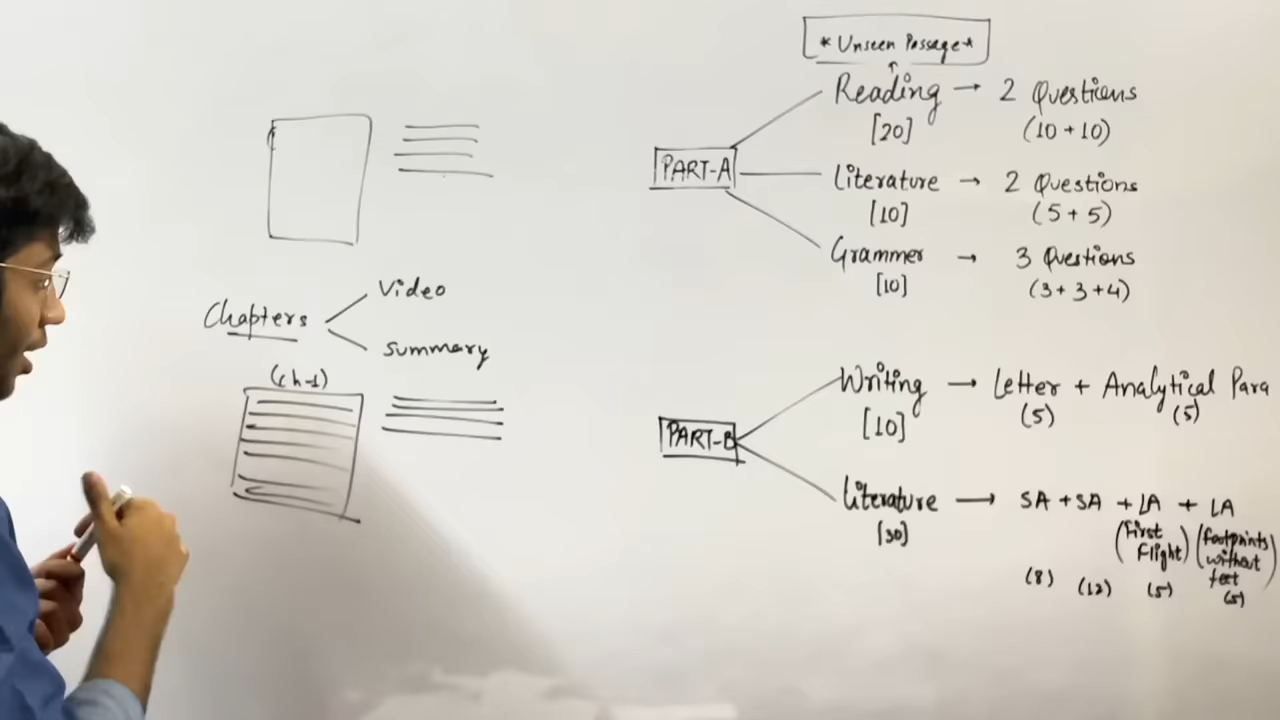 * Unseen Passage *
Reading → 2 Questions
[20] (10 + 10)
PART-A
Literature → 2 Questions
[10] (5 + 5)
Grammer → 3 Questions
[10] (3 + 3 + 4)
Chapters
Video
Summary
(ch-1)
Writing → Letter + Analytical Para
[10] (5) (5)
PART-B
Literature → SA + SA + LA + LA
[30] (First Flight) (footprints without feet)
(8) (12) (5) (5)